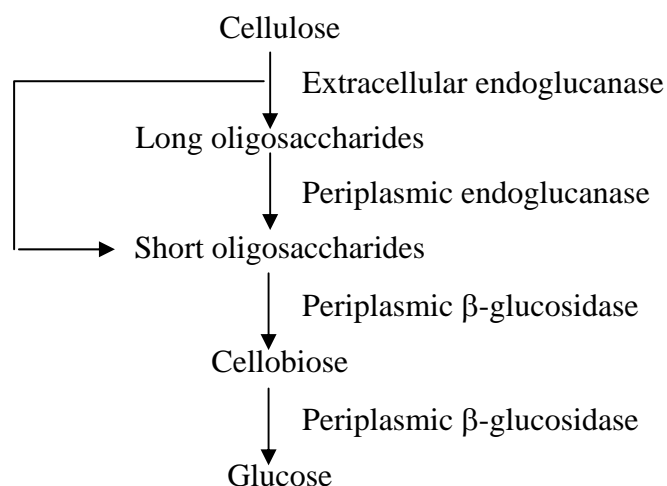 Cellulose
Extracellular endoglucanase
Long oligosaccharides
Periplasmic endoglucanase
Short oligosaccharides
Periplasmic β-glucosidase
Cellobiose
Periplasmic β-glucosidase
Glucose